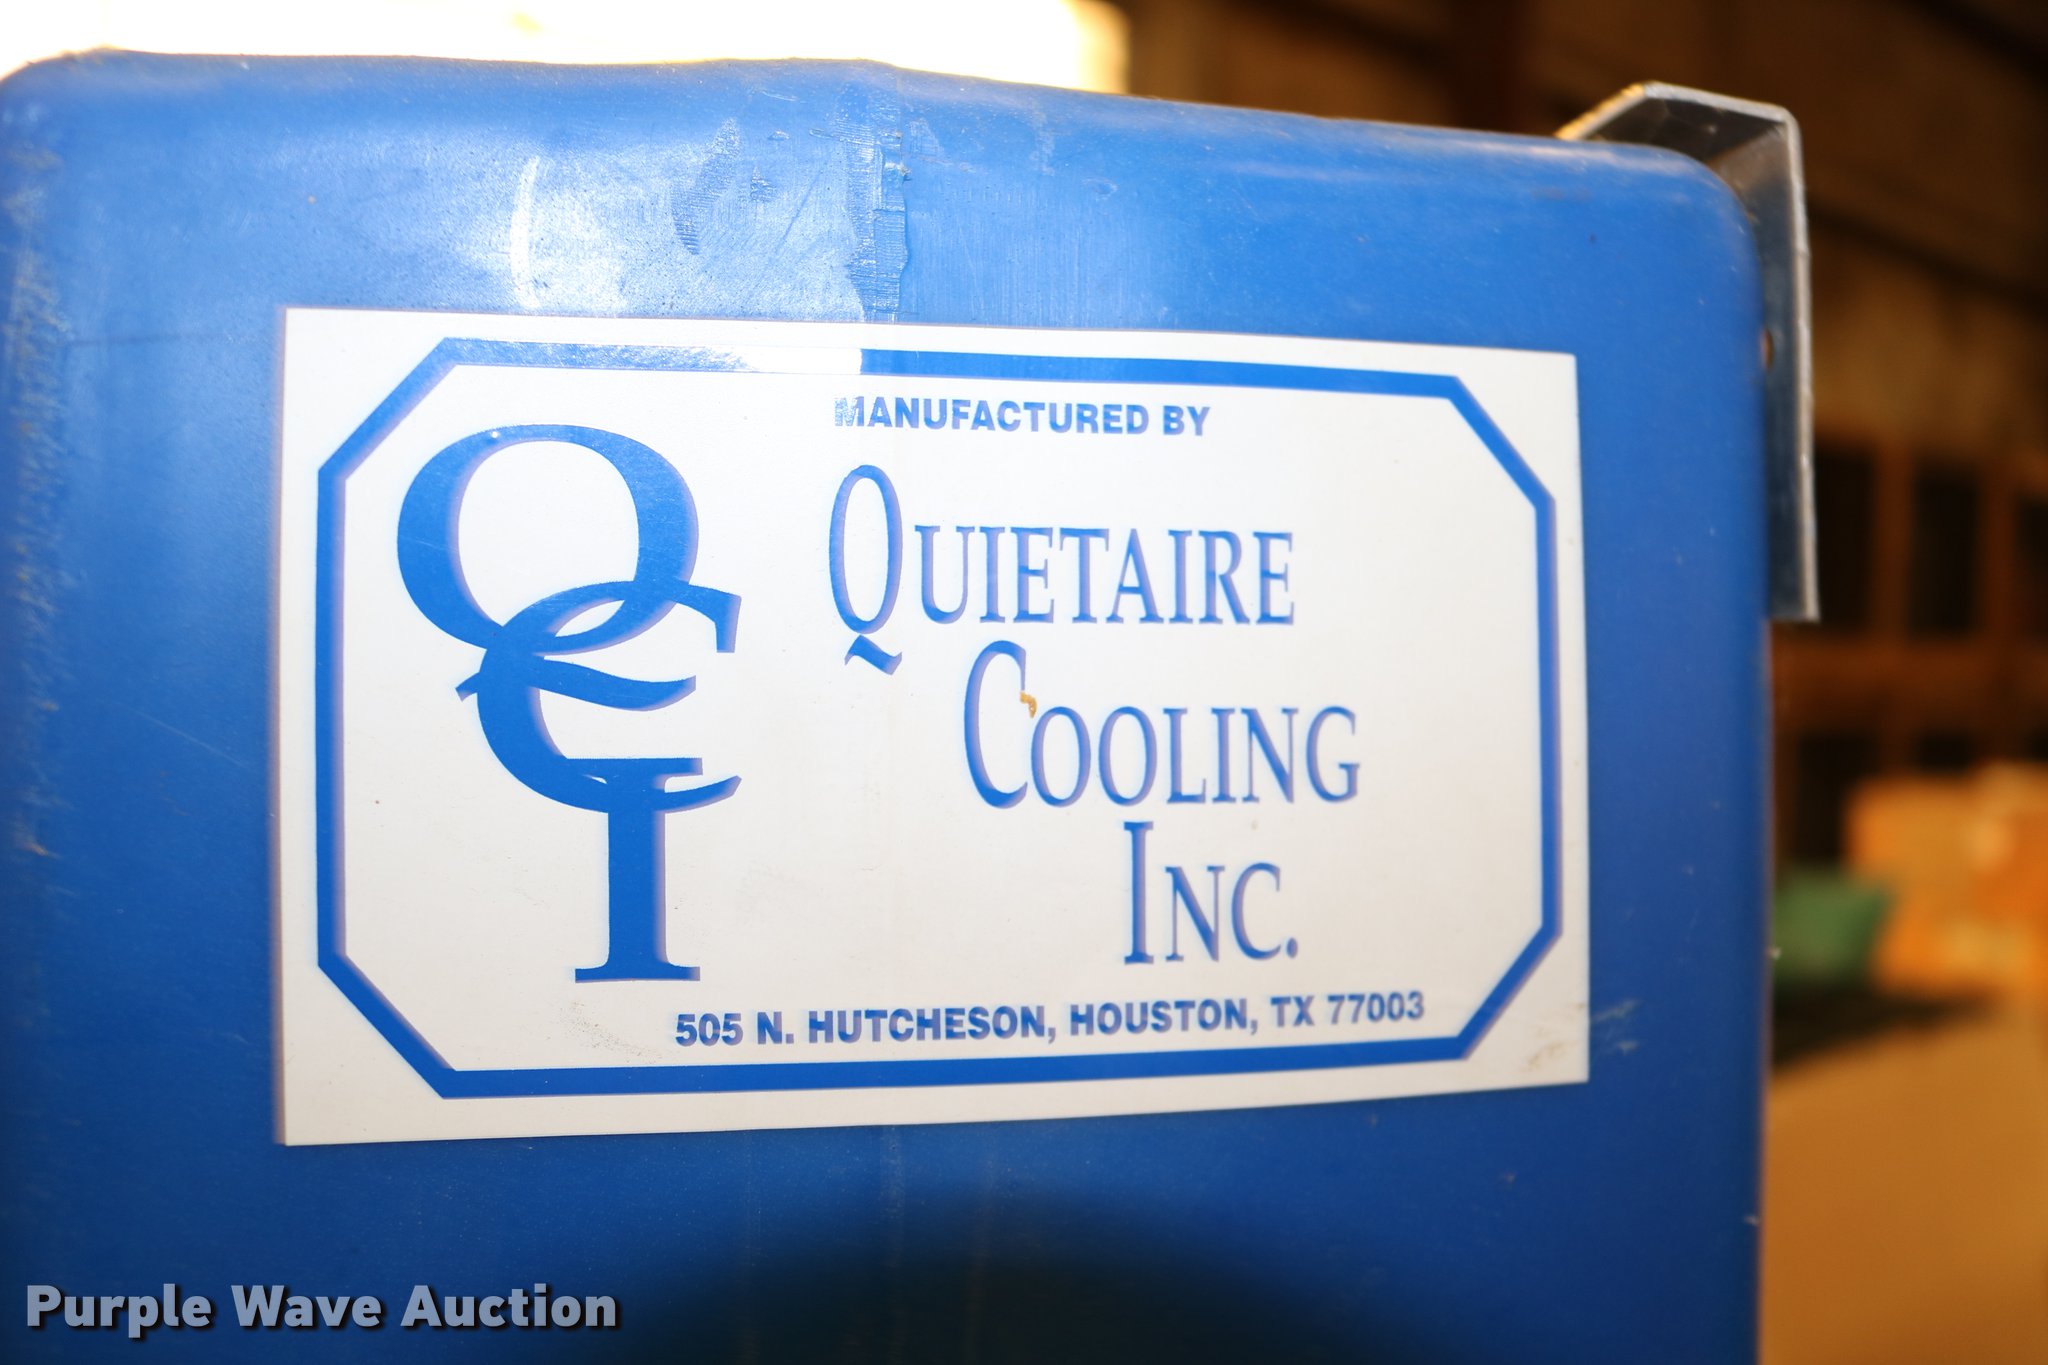 MANUFACTURED BY
QCI
QUIETAIRE
COOLING
INC.
505 N. HUTCHESON, HOUSTON, TX 77003
Purple Wave Auction